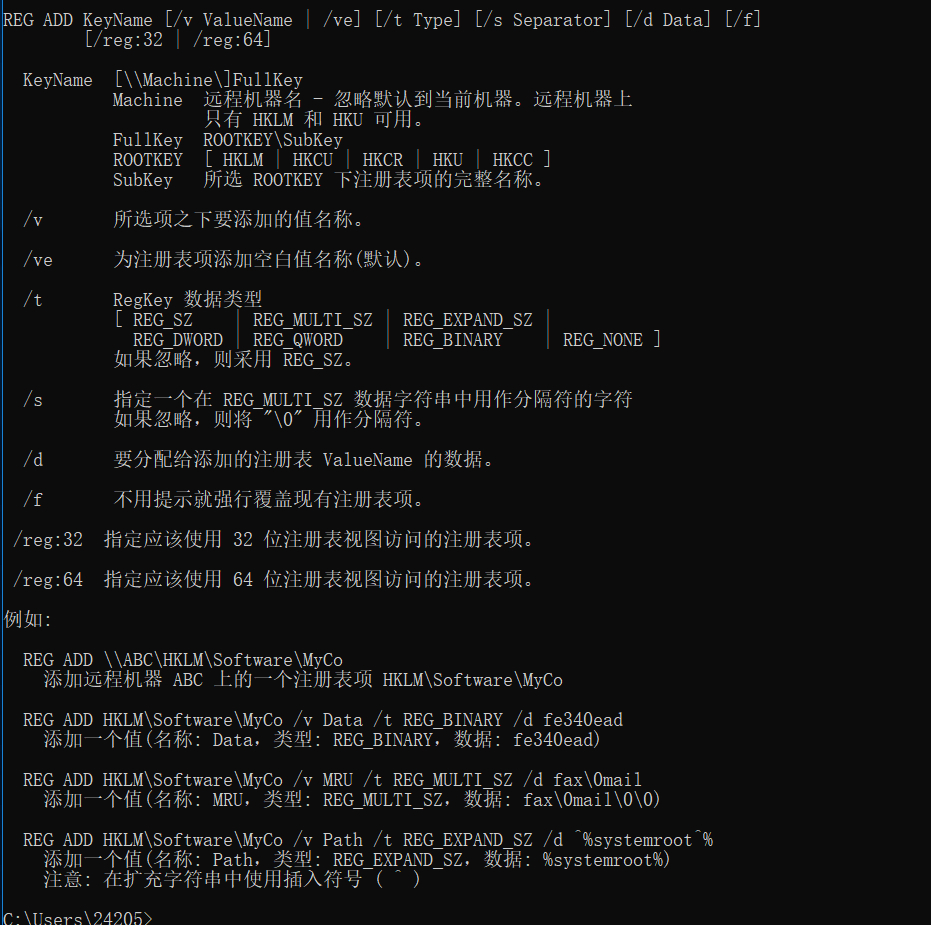 REG ADD KeyName [/v ValueName | /ve] [/t Type] [/s Separator] [/d Data] [/f]
        [/reg:32 | /reg:64]
  KeyName  [\\Machine\]FullKey
           Machine  远程机器名 - 忽略默认到当前机器。远程机器上
                    只有 HKLM 和 HKU 可用。
           FullKey  ROOTKEY\SubKey
           ROOTKEY  [ HKLM | HKCU | HKCR | HKU | HKCC ]
           SubKey   所选 ROOTKEY 下注册表项的完整名称。
  /v       所选项之下要添加的值名称。
  /ve      为注册表项添加空白值名称(默认)。
  /t       RegKey 数据类型
           [ REG_SZ    | REG_MULTI_SZ | REG_EXPAND_SZ |
             REG_DWORD | REG_QWORD    | REG_BINARY    | REG_NONE ]
           如果忽略，则采用 REG_SZ。
  /s       指定一个在 REG_MULTI_SZ 数据字符串中用作分隔符的字符
           如果忽略，则将 "\0" 用作分隔符。
  /d       要分配给添加的注册表 ValueName 的数据。
  /f       不用提示就强行覆盖现有注册表项。
 /reg:32  指定应该使用 32 位注册表视图访问的注册表项。
 /reg:64  指定应该使用 64 位注册表视图访问的注册表项。
例如:
  REG ADD \\ABC\HKLM\Software\MyCo
    添加远程机器 ABC 上的一个注册表项 HKLM\Software\MyCo
  REG ADD HKLM\Software\MyCo /v Data /t REG_BINARY /d fe340ead
    添加一个值(名称: Data，类型: REG_BINARY，数据: fe340ead)
  REG ADD HKLM\Software\MyCo /v MRU /t REG_MULTI_SZ /d fax\0mail
    添加一个值(名称: MRU，类型: REG_MULTI_SZ，数据: fax\0mail\0\0)
  REG ADD HKLM\Software\MyCo /v Path /t REG_EXPAND_SZ /d ^%systemroot^%
    添加一个值(名称: Path，类型: REG_EXPAND_SZ，数据: %systemroot%)
    注意: 在扩充字符串中使用插入符号 ( ^ )
C:\Users\24205>